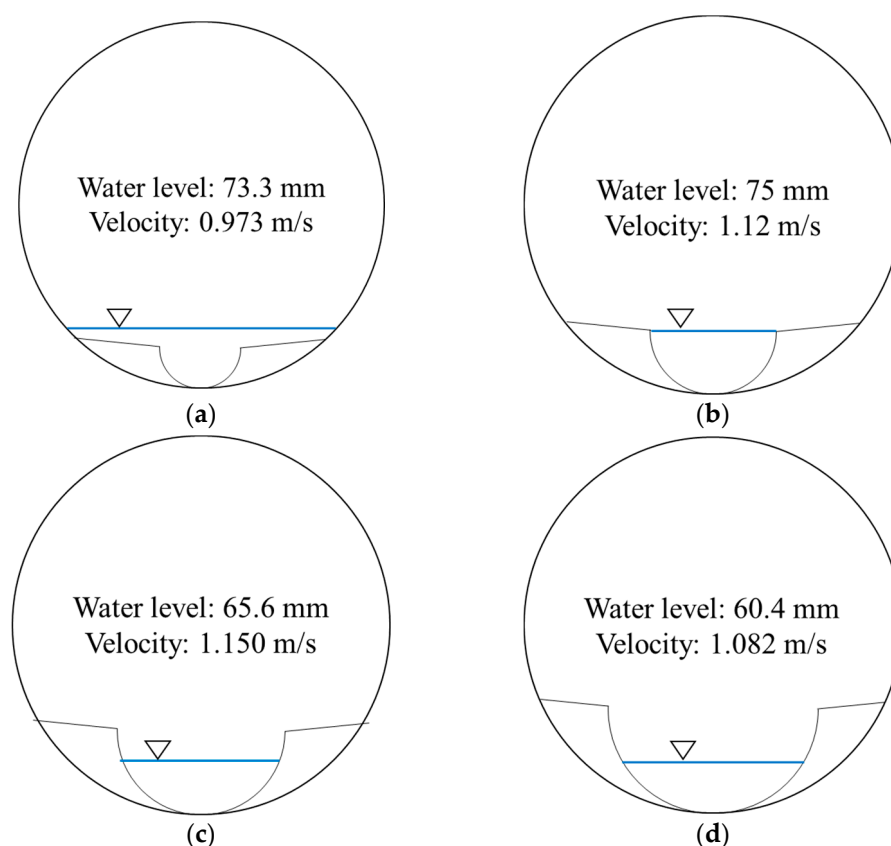 Water level: 73.3 mm
Velocity: 0.973 m/s
(a)
Water level: 75 mm
Velocity: 1.12 m/s
(b)
Water level: 65.6 mm
Velocity: 1.150 m/s
(c)
Water level: 60.4 mm
Velocity: 1.082 m/s
(d)